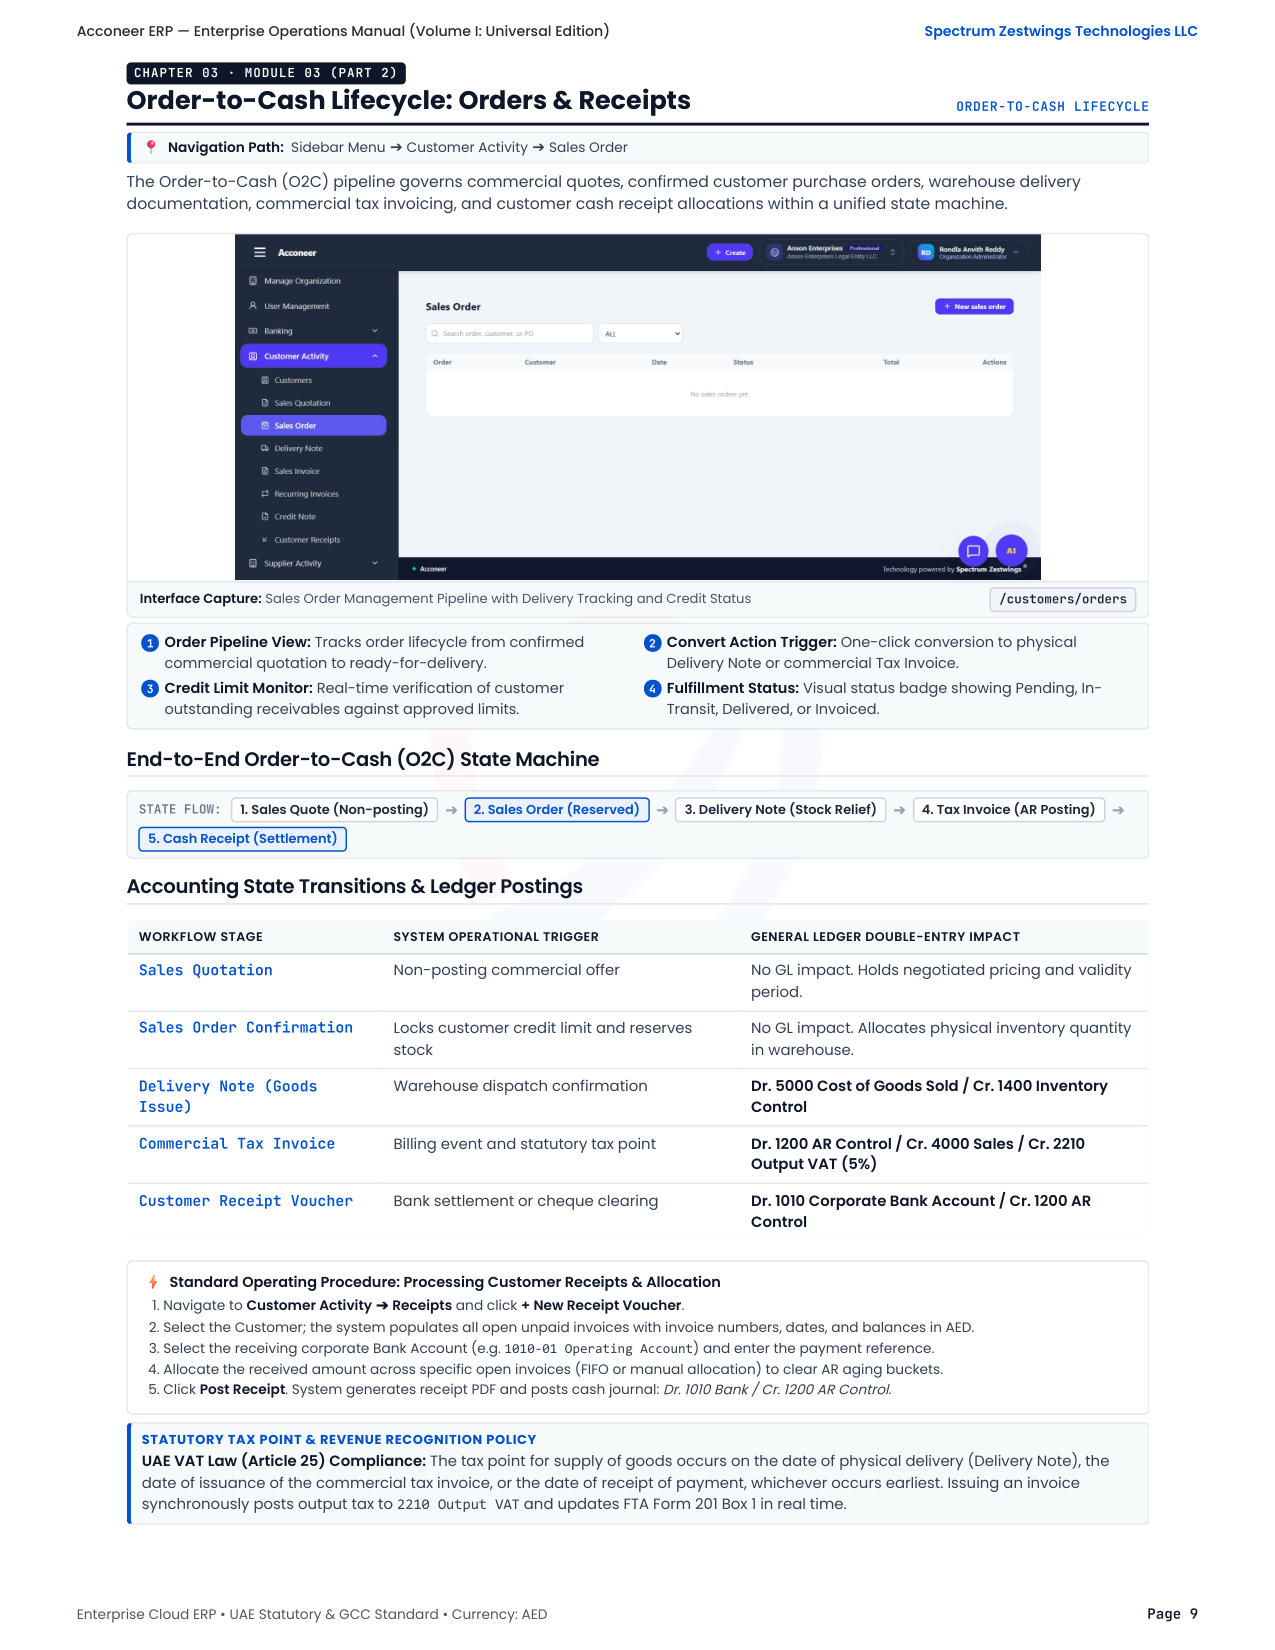 Acconeer ERP — Enterprise Operations Manual (Volume I: Universal Edition)
Spectrum Zestwings Technologies LLC
CHAPTER 03 · MODULE 03 (PART 2)
Order-to-Cash Lifecycle: Orders & Receipts
ORDER-TO-CASH LIFECYCLE
Navigation Path: Sidebar Menu ➔ Customer Activity ➔ Sales Order
The Order-to-Cash (O2C) pipeline governs commercial quotes, confirmed customer purchase orders, warehouse delivery
documentation, commercial tax invoicing, and customer cash receipt allocations within a unified state machine.
Acconeer
+ Create
Anson Enterprises Professional
Anson Enterprises Legal Entity LLC
RO
Rondla Anvith Reddy
Organization Administrator
Manage Organization
User Management
Banking
Customer Activity
Customers
Sales Quotation
Sales Order
Delivery Note
Sales Invoice
Recurring Invoices
Credit Note
Customer Receipts
Supplier Activity
Sales Order
+ New sales order
Search order, customer, or PO
ALL
Order Customer Date Status Total Actions
No sales orders yet.
AI
Acconeer
Technology powered by Spectrum Zestwings®
Interface Capture: Sales Order Management Pipeline with Delivery Tracking and Credit Status
/customers/orders
1 Order Pipeline View: Tracks order lifecycle from confirmed
commercial quotation to ready-for-delivery.
2 Convert Action Trigger: One-click conversion to physical
Delivery Note or commercial Tax Invoice.
3 Credit Limit Monitor: Real-time verification of customer
outstanding receivables against approved limits.
4 Fulfillment Status: Visual status badge showing Pending, In-
Transit, Delivered, or Invoiced.
End-to-End Order-to-Cash (O2C) State Machine
STATE FLOW: 1. Sales Quote (Non-posting) → 2. Sales Order (Reserved) → 3. Delivery Note (Stock Relief) → 4. Tax Invoice (AR Posting) →
5. Cash Receipt (Settlement)
Accounting State Transitions & Ledger Postings
WORKFLOW STAGE SYSTEM OPERATIONAL TRIGGER GENERAL LEDGER DOUBLE-ENTRY IMPACT
Sales Quotation Non-posting commercial offer No GL impact. Holds negotiated pricing and validity
period.
Sales Order Confirmation Locks customer credit limit and reserves No GL impact. Allocates physical inventory quantity
stock in warehouse.
Delivery Note (Goods Warehouse dispatch confirmation Dr. 5000 Cost of Goods Sold / Cr. 1400 Inventory
Issue) Control
Commercial Tax Invoice Billing event and statutory tax point Dr. 1200 AR Control / Cr. 4000 Sales / Cr. 2210
Output VAT (5%)
Customer Receipt Voucher Bank settlement or cheque clearing Dr. 1010 Corporate Bank Account / Cr. 1200 AR
Control
Standard Operating Procedure: Processing Customer Receipts & Allocation
1. Navigate to Customer Activity ➔ Receipts and click + New Receipt Voucher.
2. Select the Customer; the system populates all open unpaid invoices with invoice numbers, dates, and balances in AED.
3. Select the receiving corporate Bank Account (e.g. 1010-01 Operating Account) and enter the payment reference.
4. Allocate the received amount across specific open invoices (FIFO or manual allocation) to clear AR aging buckets.
5. Click Post Receipt. System generates receipt PDF and posts cash journal: Dr. 1010 Bank / Cr. 1200 AR Control.
STATUTORY TAX POINT & REVENUE RECOGNITION POLICY
UAE VAT Law (Article 25) Compliance: The tax point for supply of goods occurs on the date of physical delivery (Delivery Note), the
date of issuance of the commercial tax invoice, or the date of receipt of payment, whichever occurs earliest. Issuing an invoice
synchronously posts output tax to 2210 Output VAT and updates FTA Form 201 Box 1 in real time.
Enterprise Cloud ERP • UAE Statutory & GCC Standard • Currency: AED
Page 9